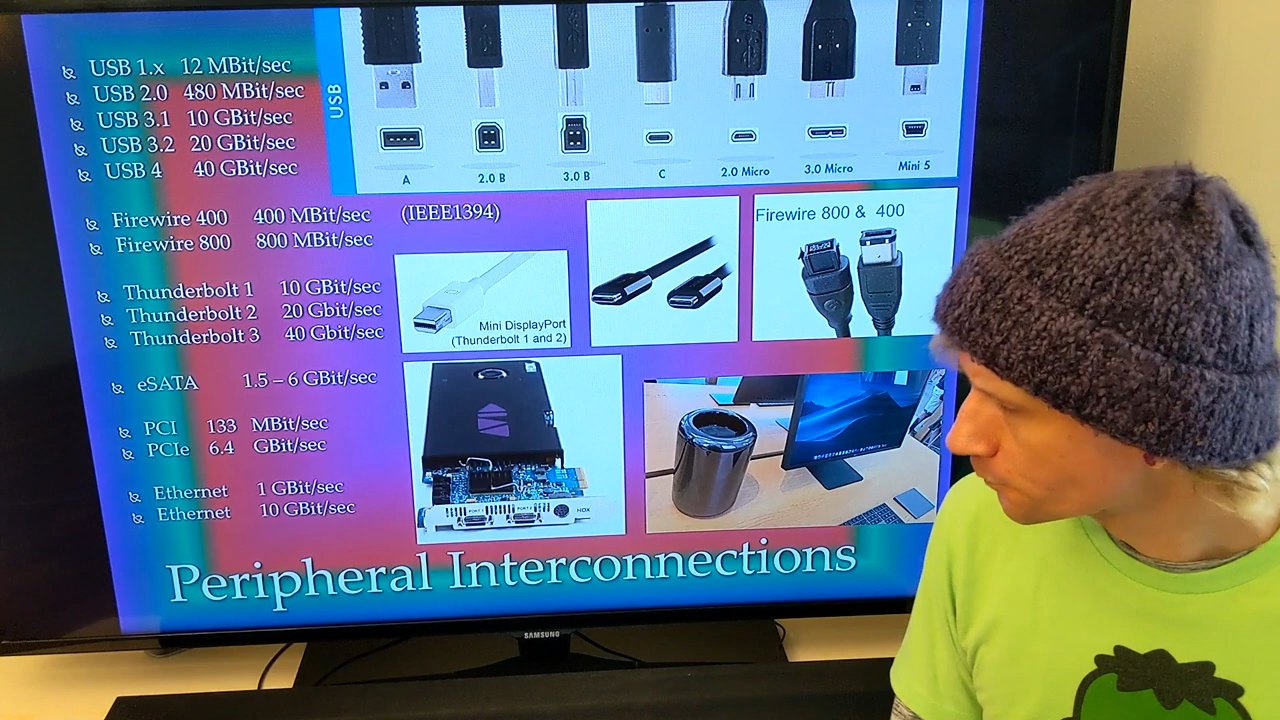 USB 1.x 12 MBit/sec
USB 2.0 480 MBit/sec
USB 3.1 10 GBit/sec
USB 3.2 20 GBit/sec
USB 4 40 GBit/sec
USB
A 2.0 B 3.0 B C 2.0 Micro 3.0 Micro Mini 5
Firewire 400 400 MBit/sec (IEEE1394)
Firewire 800 800 MBit/sec
Firewire 800 & 400
Thunderbolt 1 10 GBit/sec
Thunderbolt 2 20 Gbit/sec
Thunderbolt 3 40 Gbit/sec
Mini DisplayPort
(Thunderbolt 1 and 2)
eSATA 1.5 – 6 GBit/sec
PCI 133 MBit/sec
PCIe 6.4 GBit/sec
PORT 1 PORT 2 HDX
Ethernet 1 GBit/sec
Ethernet 10 GBit/sec
Peripheral Interconnections
SAMSUNG